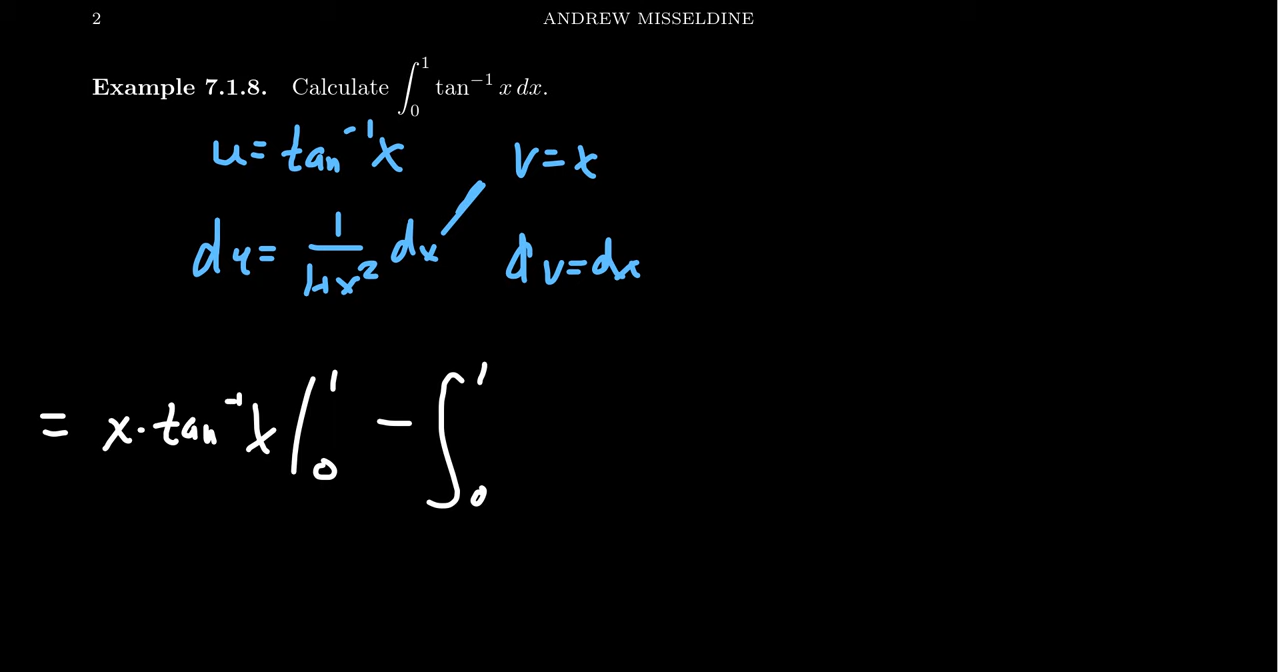 2 ANDREW MISSELDINE
Example 7.1.8. Calculate ∫₀¹ tan⁻¹ x dx.
u = tan⁻¹x v = x
du = 1/(1+x²) dx dv = dx
= x · tan⁻¹x |₀¹ − ∫₀¹